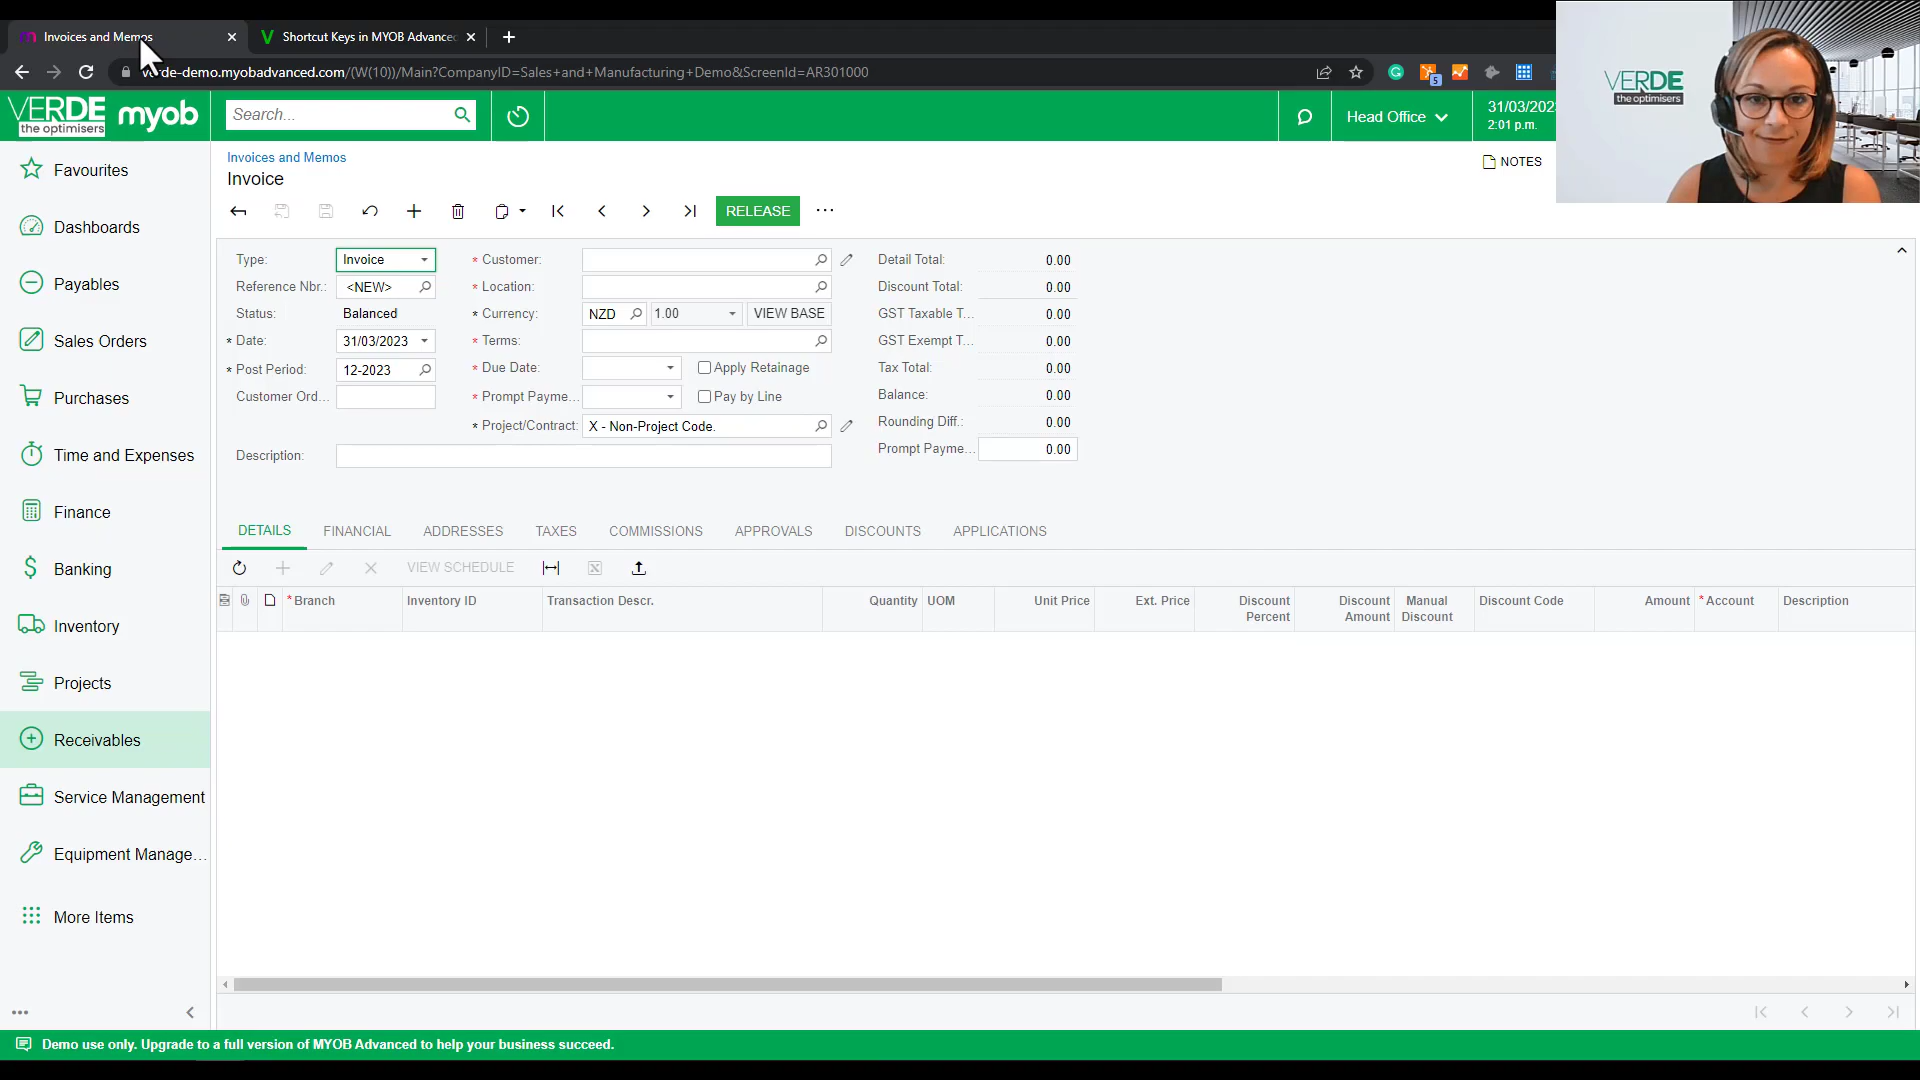 Invoices and Memos
Shortcut Keys in MYOB Advance
de-demo.myobadvanced.com/(W(10))/Main?CompanyID=Sales+and+Manufacturing+Demo&ScreenId=AR301000
5
VERDE
the optimisers
myob
Search...
Head Office
31/03/202
2:01 p.m.
VERDE
the optimisers
Invoices and Memos
Invoice
NOTES
RELEASE
Favourites
Dashboards
Payables
Sales Orders
Purchases
Time and Expenses
Finance
Banking
Inventory
Projects
Receivables
Service Management
Equipment Manage...
More Items
Type: Invoice
* Customer:
Detail Total: 0.00
Reference Nbr.: <NEW>
* Location:
Discount Total: 0.00
Status: Balanced
* Currency: NZD 1.00 VIEW BASE
GST Taxable T... 0.00
* Date: 31/03/2023
* Terms:
GST Exempt T... 0.00
* Post Period: 12-2023
* Due Date: Apply Retainage
Tax Total: 0.00
Customer Ord...
* Prompt Payme... Pay by Line
Balance: 0.00
* Project/Contract: X - Non-Project Code.
Rounding Diff.: 0.00
Description:
Prompt Payme... 0.00
DETAILS FINANCIAL ADDRESSES TAXES COMMISSIONS APPROVALS DISCOUNTS APPLICATIONS
VIEW SCHEDULE
* Branch Inventory ID Transaction Descr. Quantity UOM Unit Price Ext. Price Discount Percent Discount Amount Manual Discount Discount Code Amount * Account Description
Demo use only. Upgrade to a full version of MYOB Advanced to help your business succeed.